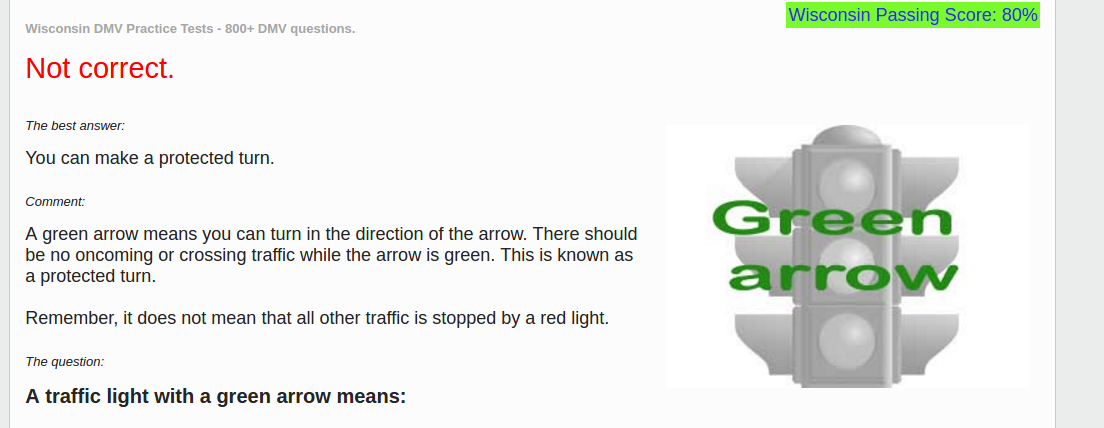 Wisconsin Passing Score: 80%
Wisconsin DMV Practice Tests - 800+ DMV questions.
Not correct.
The best answer:
You can make a protected turn.
Comment:
A green arrow means you can turn in the direction of the arrow. There should
be no oncoming or crossing traffic while the arrow is green. This is known as
a protected turn.
Remember, it does not mean that all other traffic is stopped by a red light.
The question:
A traffic light with a green arrow means:
Green
arrow